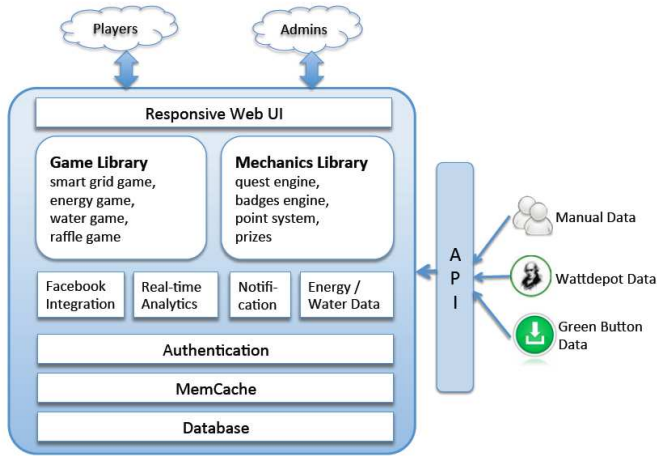 Players
Admins
Responsive Web UI
Game Library
smart grid game,
energy game,
water game,
raffle game
Mechanics Library
quest engine,
badges engine,
point system,
prizes
Facebook
Integration
Real-time
Analytics
Notifi-
cation
Energy /
Water Data
Authentication
MemCache
Database
A
P
I
Manual Data
Wattdepot Data
Green Button
Data